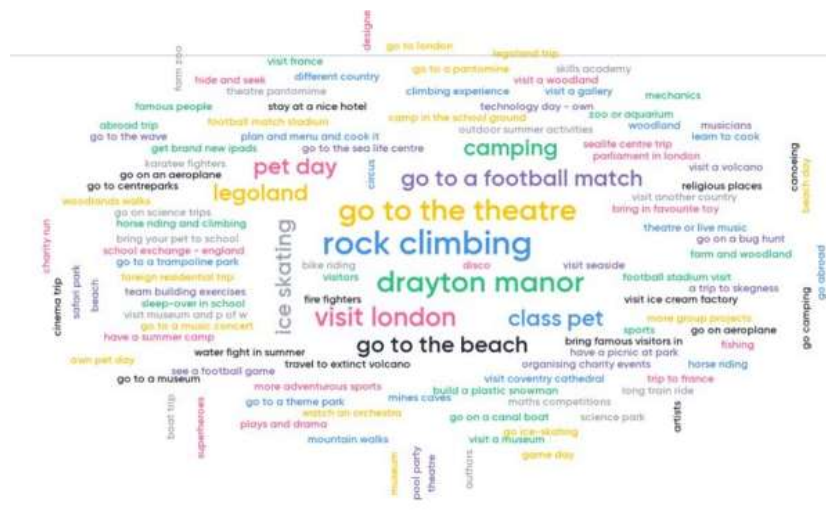 designe
go to london
legoland trip
farm zoo
visit france
go to a pantomime
skills academy
hide and seek
different country
visit a woodland
theatre pantomime
climbing experience
visit a gallery
mechanics
famous people
stay at a nice hotel
technology day - own
football match stadium
camp in the school ground
zoo or aquarium
abroad trip
outdoor summer activities
woodland
musicians
go to the wave
plan and menu and cook it
learn to cook
get brand new ipads
go to the sea life centre
camping
sealife centre trip
parliament in london
karatee fighters
pet day
circus
go to a football match
visit a volcano
canoeing
beach day
go on an aeroplane
go to centreparks
legoland
religious places
woodlands walks
visit another country
go on science trips
go to the theatre
bring in favourite toy
horse riding and climbing
theatre or live music
charity run
bring your pet to school
ice skating
rock climbing
go on a bug hunt
school exchange - england
farm and woodland
go abroad
go to a trampoline park
bike riding
disco
visit seaside
foreign residential trip
visitors
drayton manor
football stadium visit
cinema trip
safari park
beach
team building exercises
a trip to skegness
sleep-over in school
fire fighters
visit ice cream factory
go camping
visit museum and p of w
visit london
class pet
more group projects
go to a music concert
sports
go on aeroplane
have a summer camp
go to the beach
bring famous visitors in
fishing
water fight in summer
have a picnic at park
own pet day
see a football game
travel to extinct volcano
organising charity events
horse riding
go to a museum
visit coventry cathedral
trip to france
more adventurous sports
build a plastic snowman
long train ride
boat trip
superheroes
go to a theme park
mines caves
maths competitions
artists
watch an orchestra
go on a canal boat
science park
plays and drama
go ice-skating
mountain walks
visit a museum
museum
pool party
theatre
authors
game day